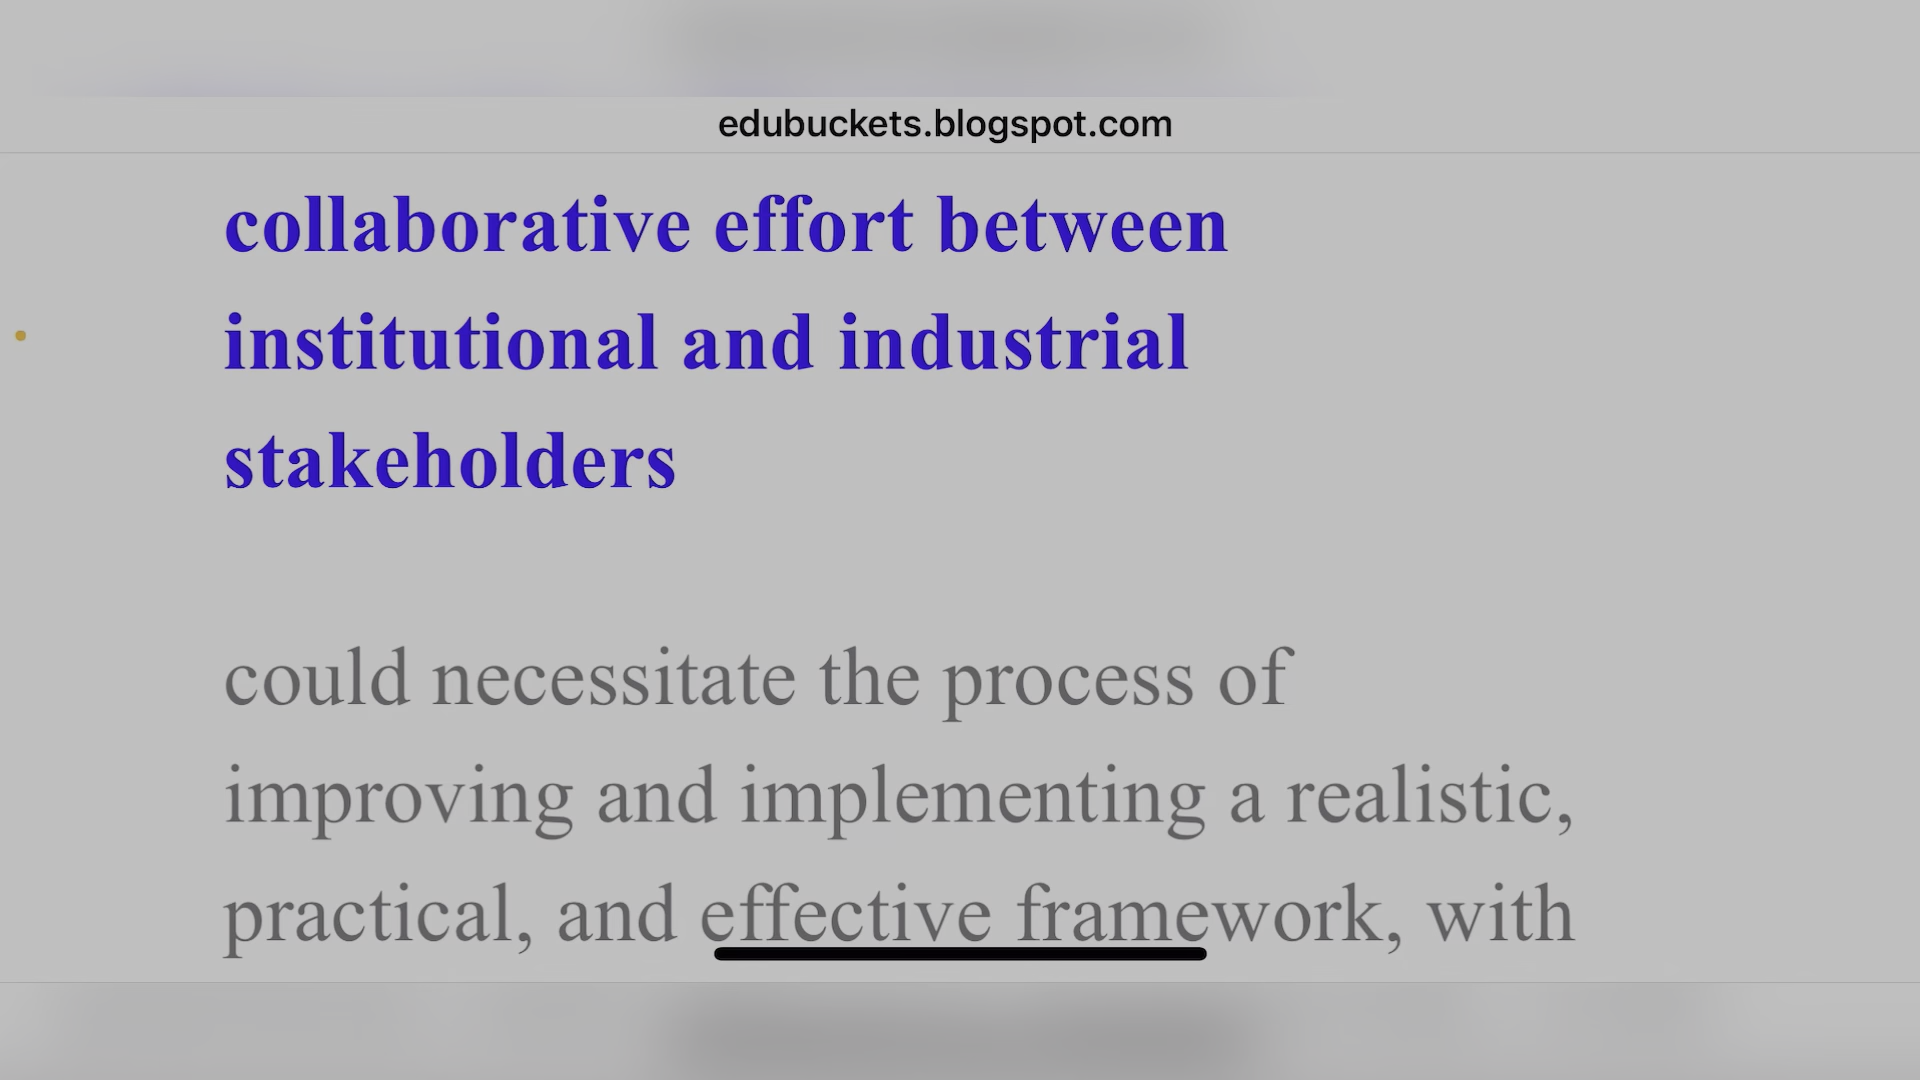 edubuckets.blogspot.com
collaborative effort between
institutional and industrial
stakeholders
could necessitate the process of
improving and implementing a realistic,
practical, and effective framework, with